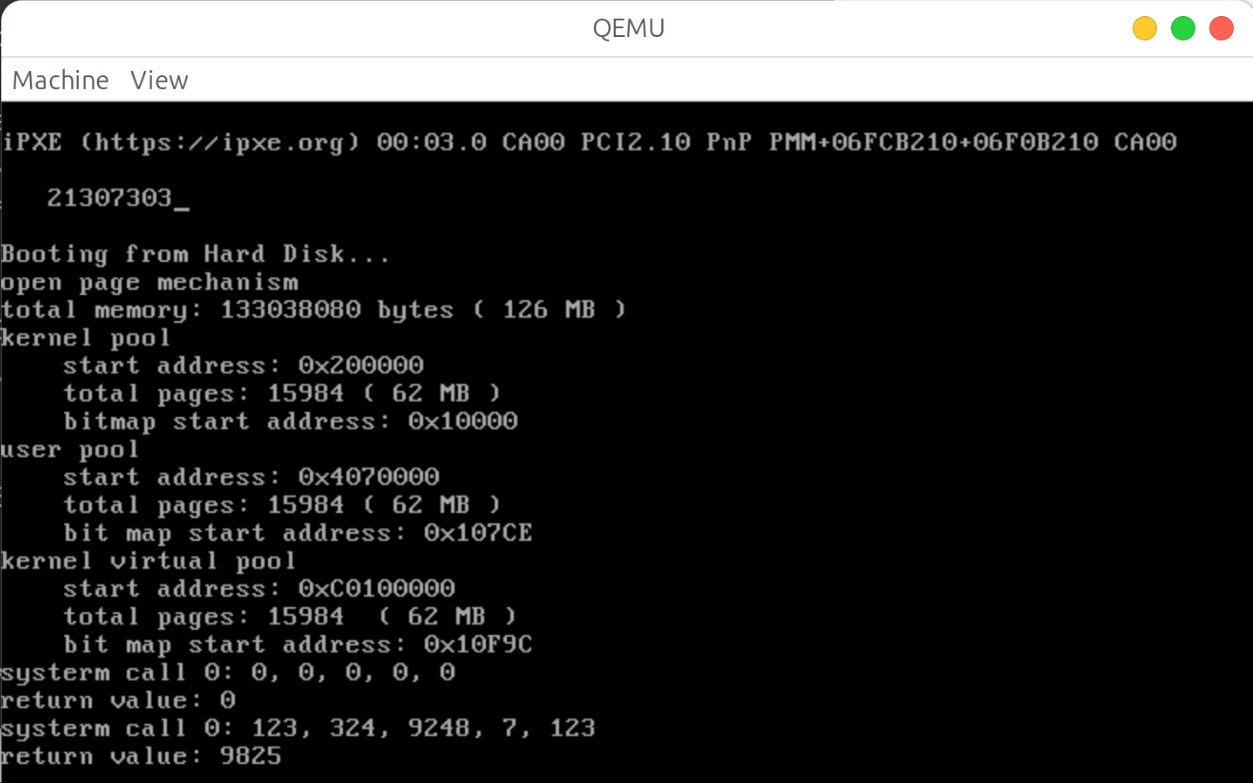 QEMU
Machine View
iPXE (https://ipxe.org) 00:03.0 CA00 PCI2.10 PnP PMM+06FCB210+06F0B210 CA00
21307303_
Booting from Hard Disk...
open page mechanism
total memory: 133038080 bytes ( 126 MB )
kernel pool
start address: 0x200000
total pages: 15984 ( 62 MB )
bitmap start address: 0x10000
user pool
start address: 0x4070000
total pages: 15984 ( 62 MB )
bit map start address: 0x107CE
kernel virtual pool
start address: 0xC0100000
total pages: 15984  ( 62 MB )
bit map start address: 0x10F9C
systerm call 0: 0, 0, 0, 0, 0
return value: 0
systerm call 0: 123, 324, 9248, 7, 123
return value: 9825